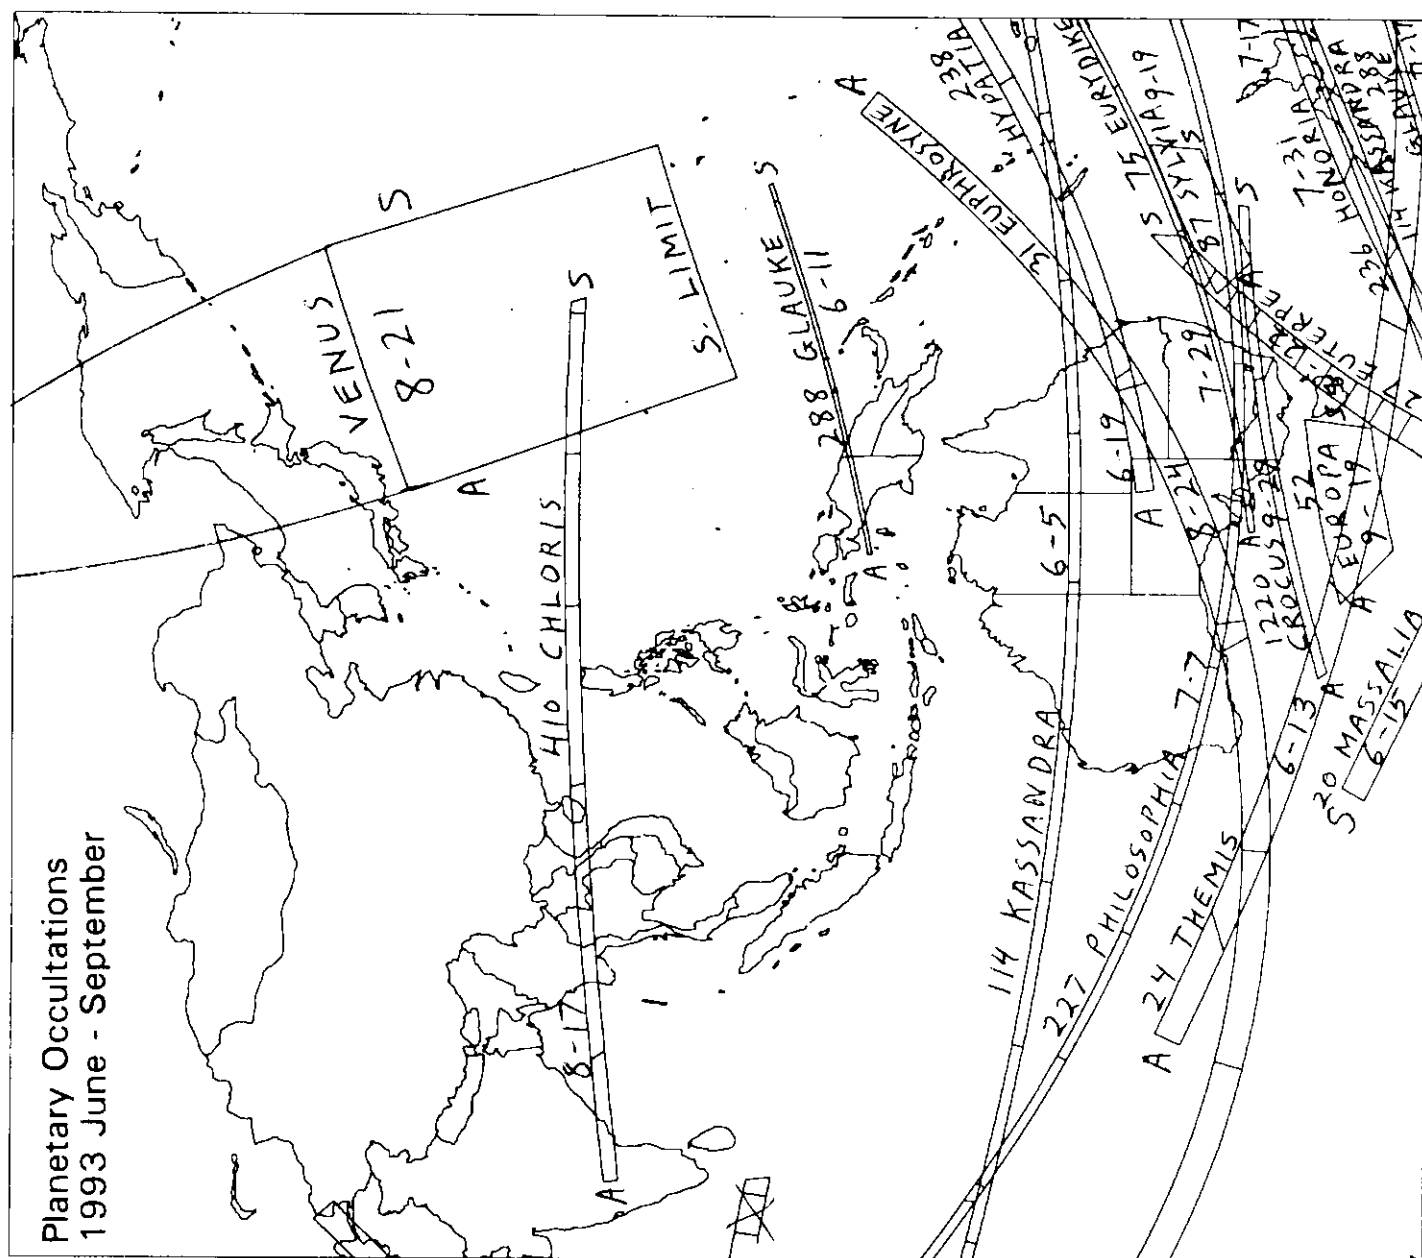 Planetary Occultations
1993 June - September
VENUS
8-21
S
A
S. LIMIT
410 CHLORIS
8-17
A
S
288 GLAUKE
6-11
A
S
A
31 EUPHROSYNE
8-24
238
HYPATIA
6-19
A
75 EURYDIKE
S
87 SYLVIA 9-19
S
7-29
S
A
A
114 KASSANDRA
6-5
227 PHILOSOPHIA
7-7
A
24 THEMIS
6-13
1220
CROCUS 9-28
A
52
EUROPA
9-19
A
S
20 MASSALIA
6-15
7-17
7-31
236 HONORIA